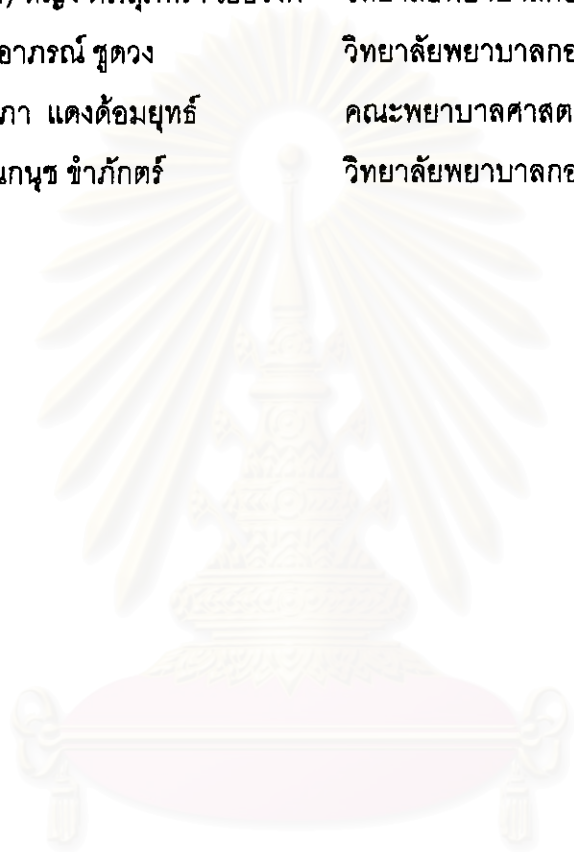 อาภรณ์ ชูดวง วิทยาลัยพยาบาลกอ
ภา แดงด้อมยุทธ์ คณะพยาบาลศาสต
นกนุช ขำภักตร์ วิทยาลัยพยาบาลกอ